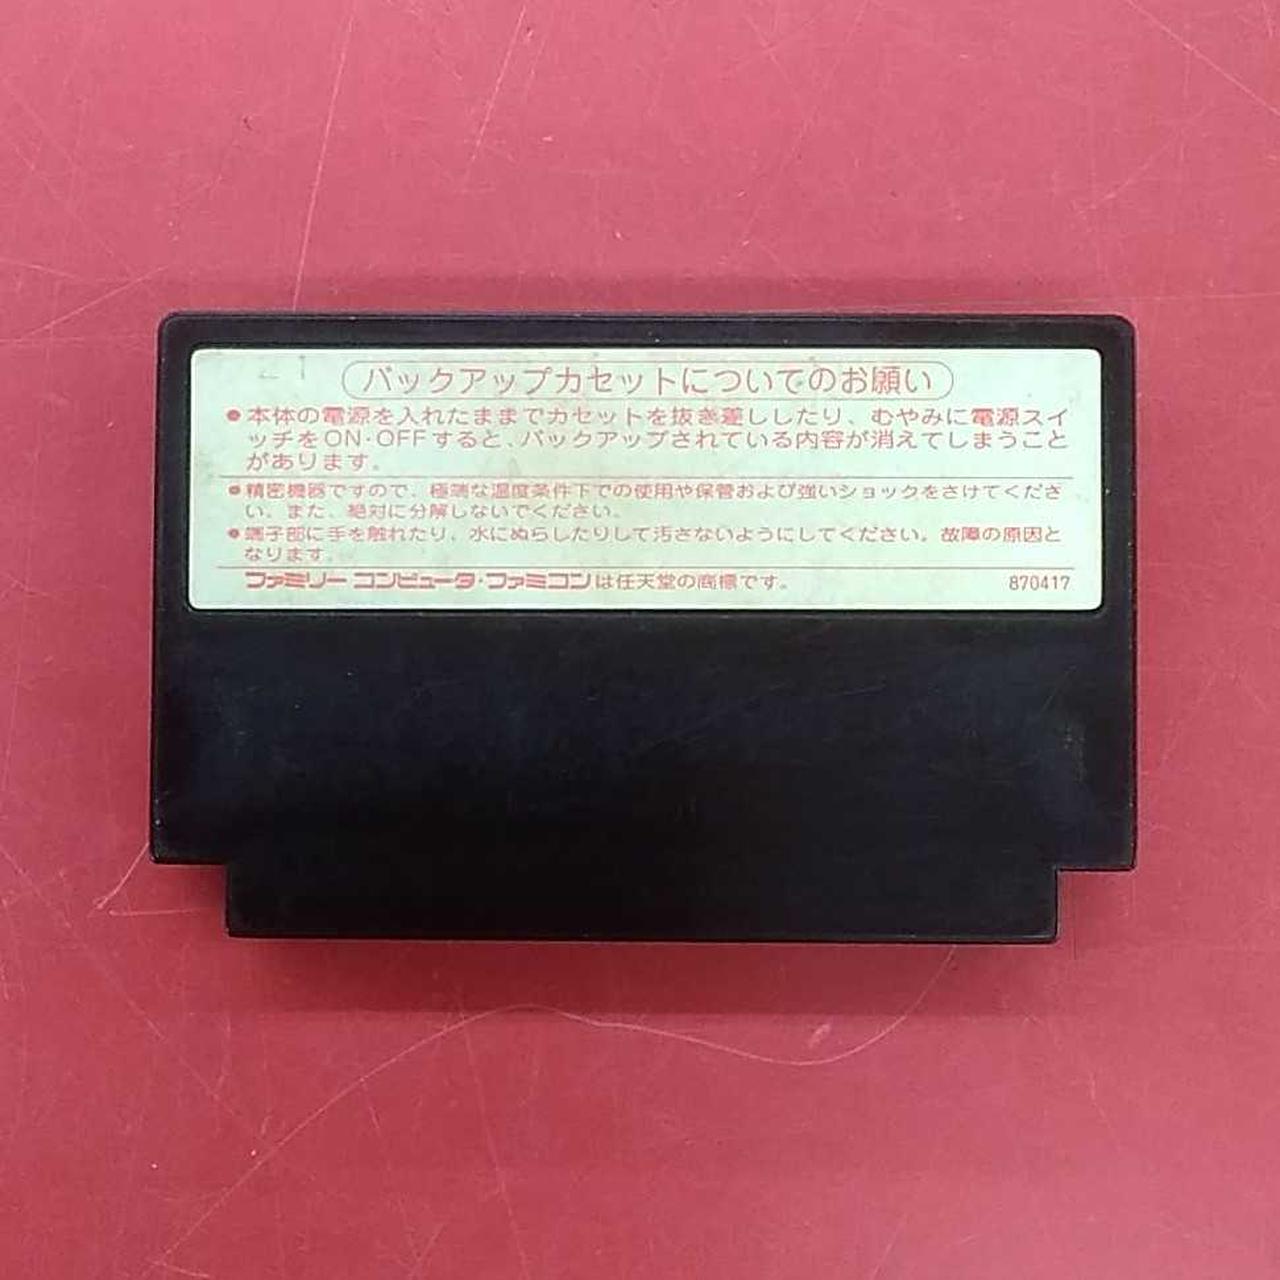 バックアップカセットについてのお願い
●本体の電源を入れたままでカセットを抜き差ししたり、むやみに電源スイ
ッチをON・OFFすると、バックアップされている内容が消えてしまうこと
があります。
●精密機器ですので、極端な温度条件下での使用や保管および強いショックをさけてくださ
い。また、絶対に分解しないでください。
●端子部に手を触れたり、水にぬらしたりして汚さないようにしてください。故障の原因と
なります。
ファミリーコンピュータ・ファミコンは任天堂の商標です。 870417